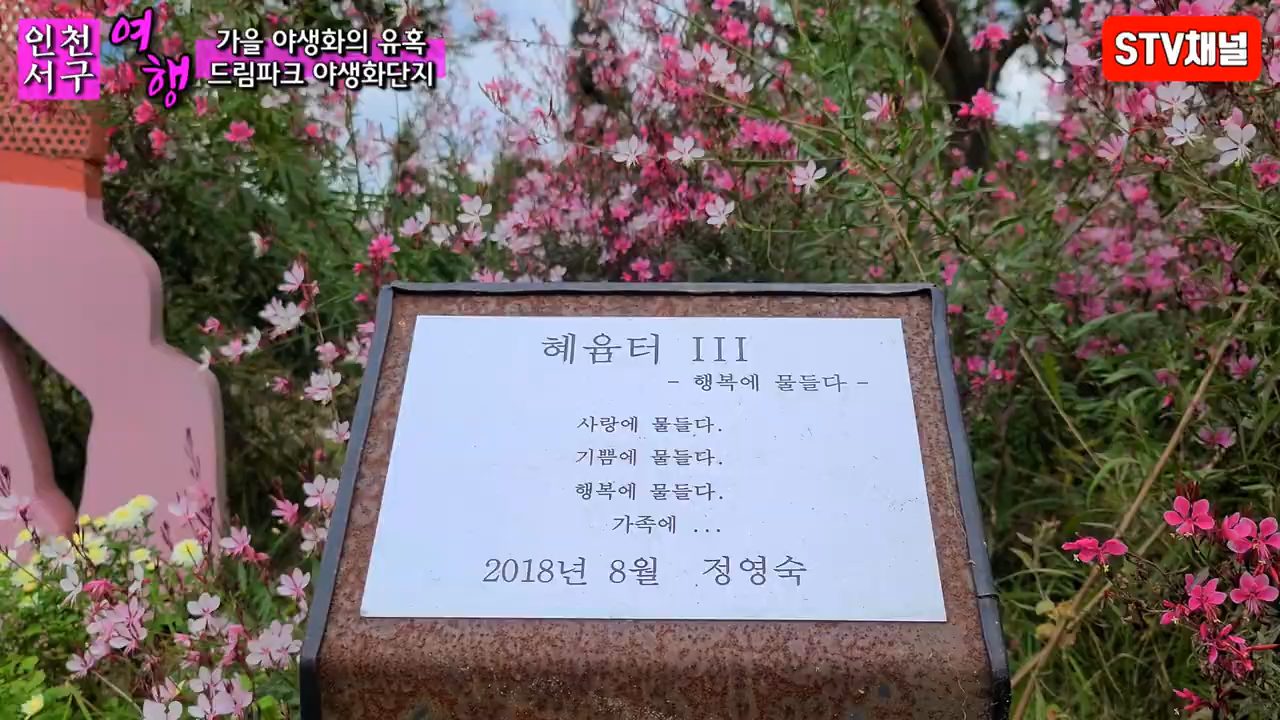 인천 여행
서구
가을 야생화의 유혹
드림파크 야생화단지
STV채널
혜윰터 III
- 행복에 물들다 -
사랑에 물들다.
기쁨에 물들다.
행복에 물들다.
가족에 ...
2018년 8월 정영숙